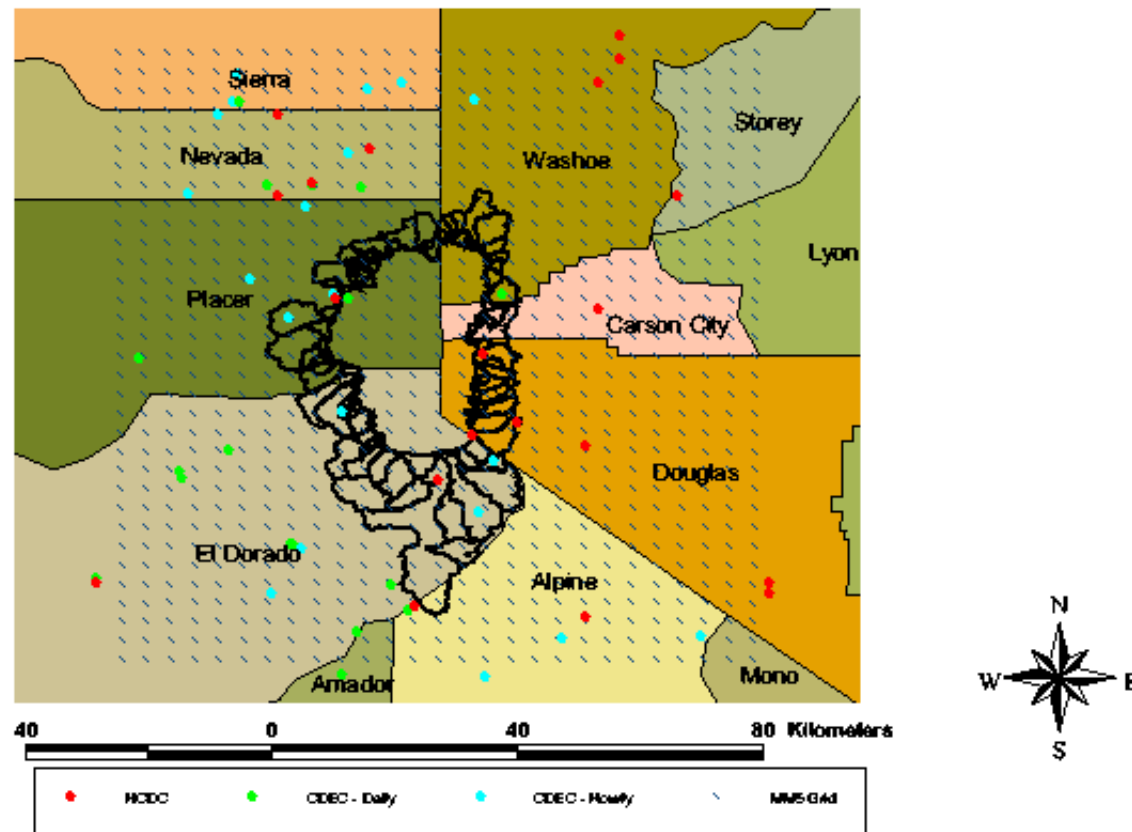 Sierra
Storey
Nevada
Washoe
Lyon
Placer
Carson City
Douglas
El Dorado
Alpine
Amador
Mono
N
W
E
S
40 0 40 80 Kilometers
NCDC CDEC - Daily CDEC - Hourly MM5 Grid